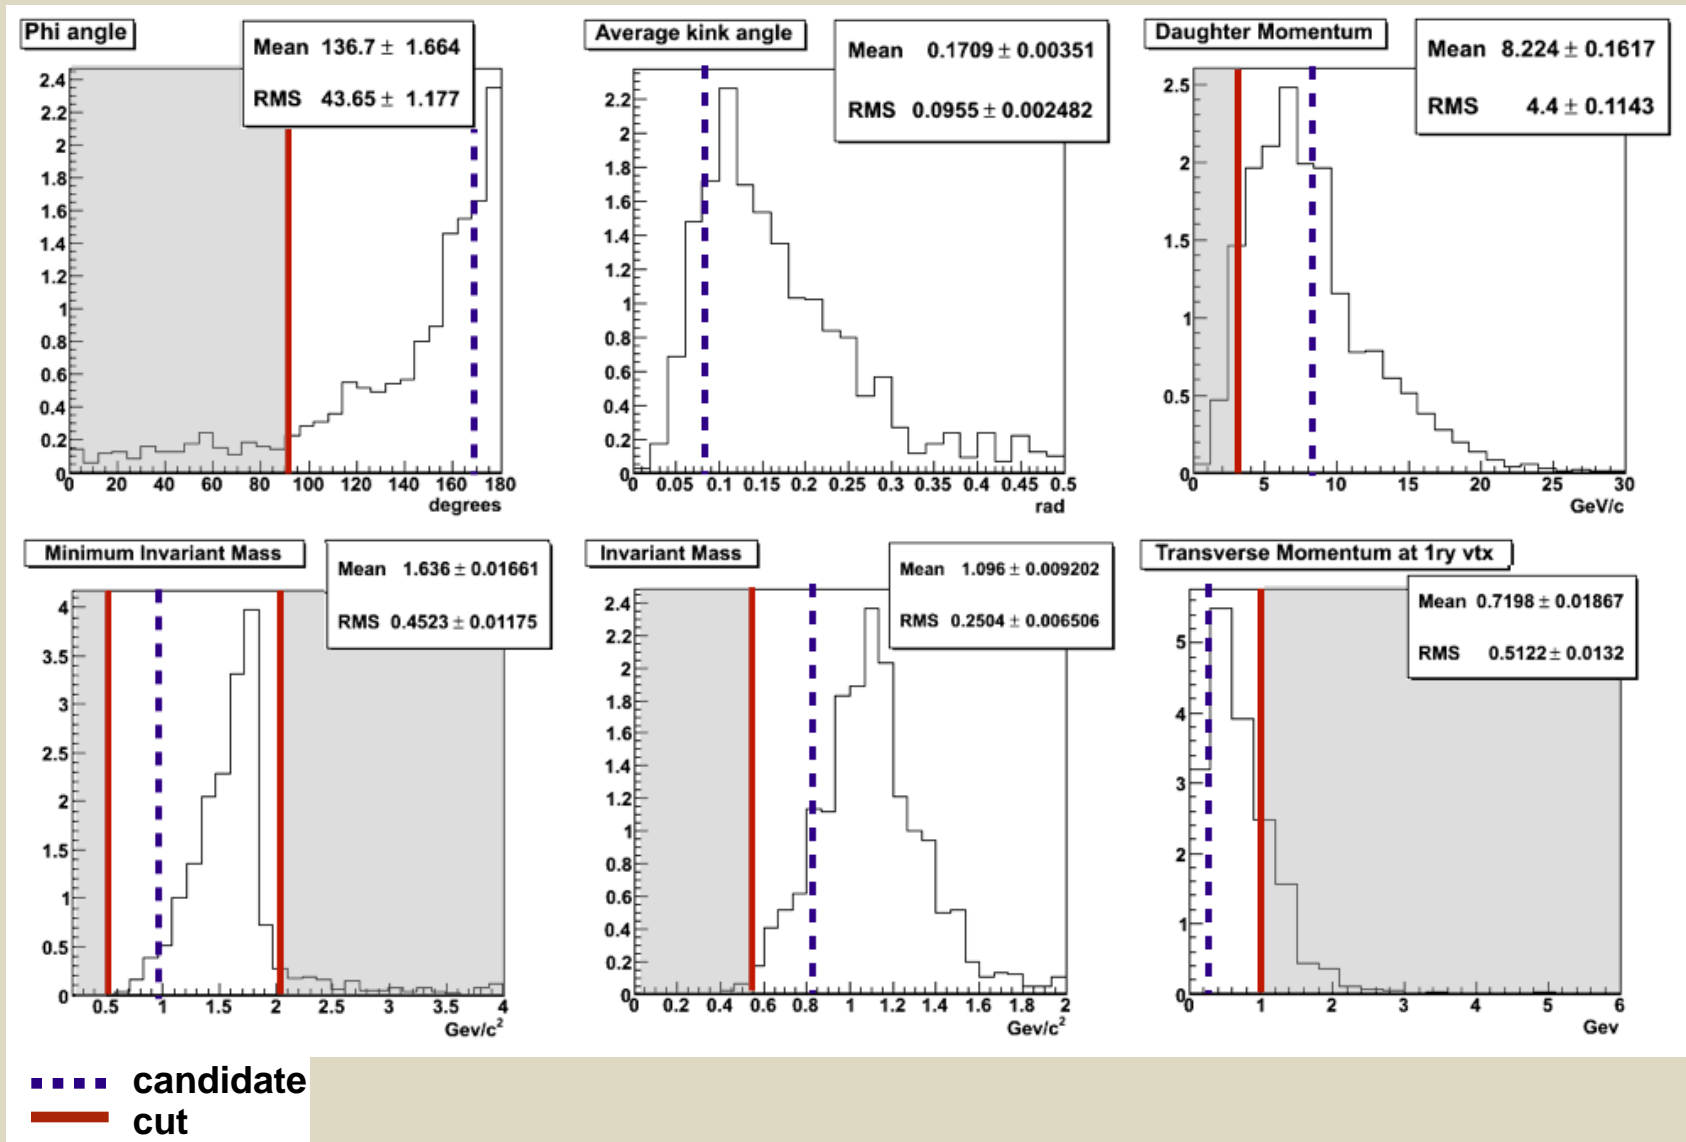 Phi angle
Mean 136.7 ± 1.664
RMS 43.65 ± 1.177
2.4
2.2
2
1.8
1.6
1.4
1.2
1
0.8
0.6
0.4
0.2
0
0 20 40 60 80 100 120 140 160 180
degrees
Average kink angle
Mean 0.1709 ± 0.00351
RMS 0.0955 ± 0.002482
2.2
2
1.8
1.6
1.4
1.2
1
0.8
0.6
0.4
0.2
0
0 0.05 0.1 0.15 0.2 0.25 0.3 0.35 0.4 0.45 0.5
rad
Daughter Momentum
Mean 8.224 ± 0.1617
RMS 4.4 ± 0.1143
2.5
2
1.5
1
0.5
0
0 5 10 15 20 25 30
GeV/c
Minimum Invariant Mass
Mean 1.636 ± 0.01661
RMS 0.4523 ± 0.01175
4
3.5
3
2.5
2
1.5
1
0.5
0
0.5 1 1.5 2 2.5 3 3.5 4
Gev/c²
Invariant Mass
Mean 1.096 ± 0.009202
RMS 0.2504 ± 0.006506
2.4
2.2
2
1.8
1.6
1.4
1.2
1
0.8
0.6
0.4
0.2
0
0 0.2 0.4 0.6 0.8 1 1.2 1.4 1.6 1.8 2
Gev/c²
Transverse Momentum at 1ry vtx
Mean 0.7198 ± 0.01867
RMS 0.5122 ± 0.0132
5
4
3
2
1
0
0 1 2 3 4 5 6
Gev
candidate
cut